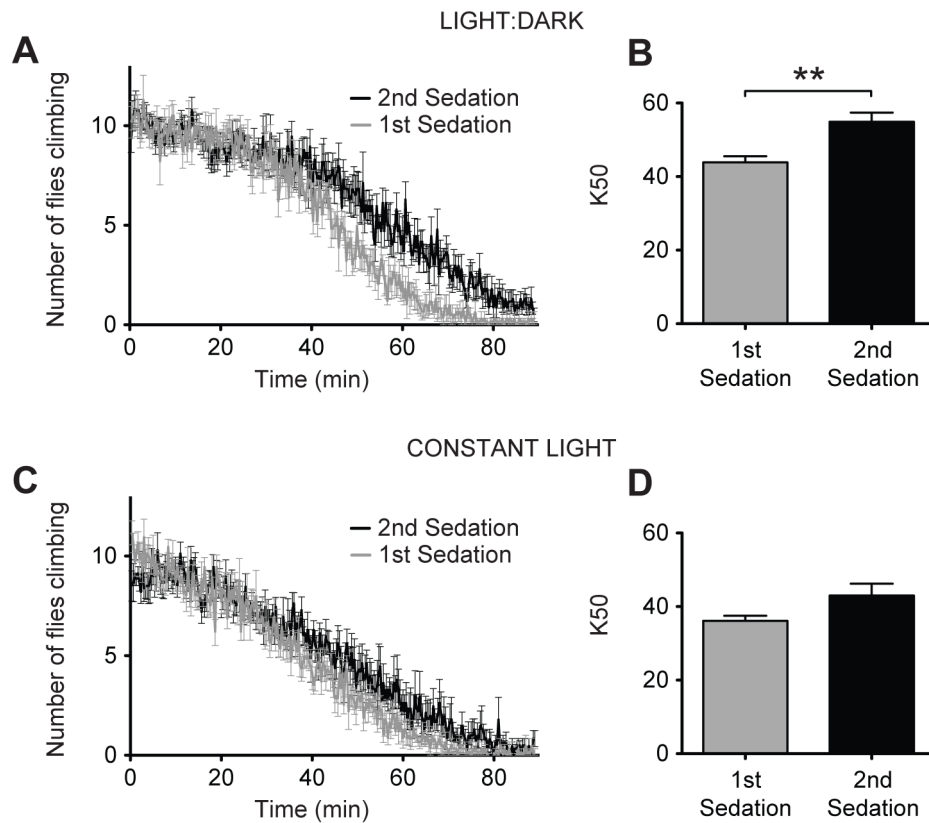 LIGHT:DARK
A
Number of flies climbing
10
5
0
2nd Sedation
1st Sedation
0 20 40 60 80
Time (min)
B
**
K50
60
40
20
0
1st
Sedation
2nd
Sedation
CONSTANT LIGHT
C
Number of flies climbing
10
5
0
2nd Sedation
1st Sedation
0 20 40 60 80
Time (min)
D
K50
60
40
20
0
1st
Sedation
2nd
Sedation